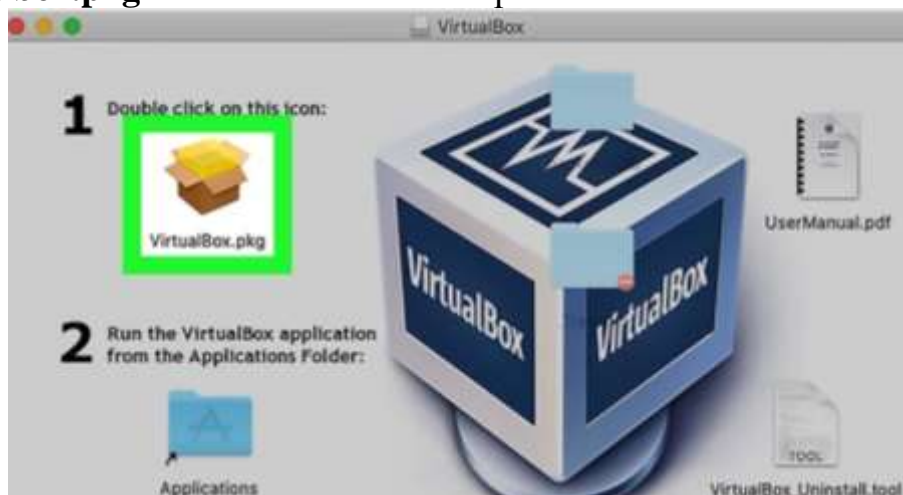 VirtualBox
1 Double click on this icon:
VirtualBox.pkg
UserManual.pdf
VirtualBox
VirtualBox
2 Run the VirtualBox application
from the Applications Folder:
TOOL
Applications
VirtualBox_Uninstall.tool